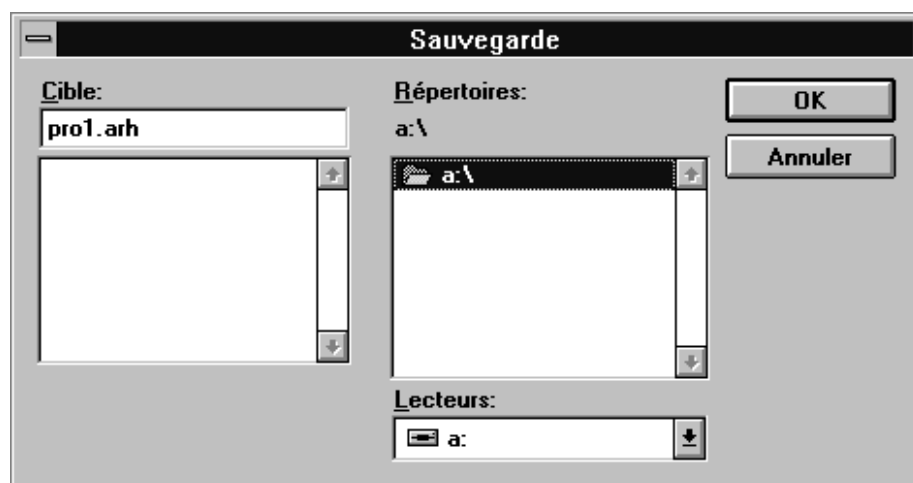 Sauvegarde
Cible:
pro1.arh
Répertoires:
a:\
a:\
Lecteurs:
a:
OK
Annuler